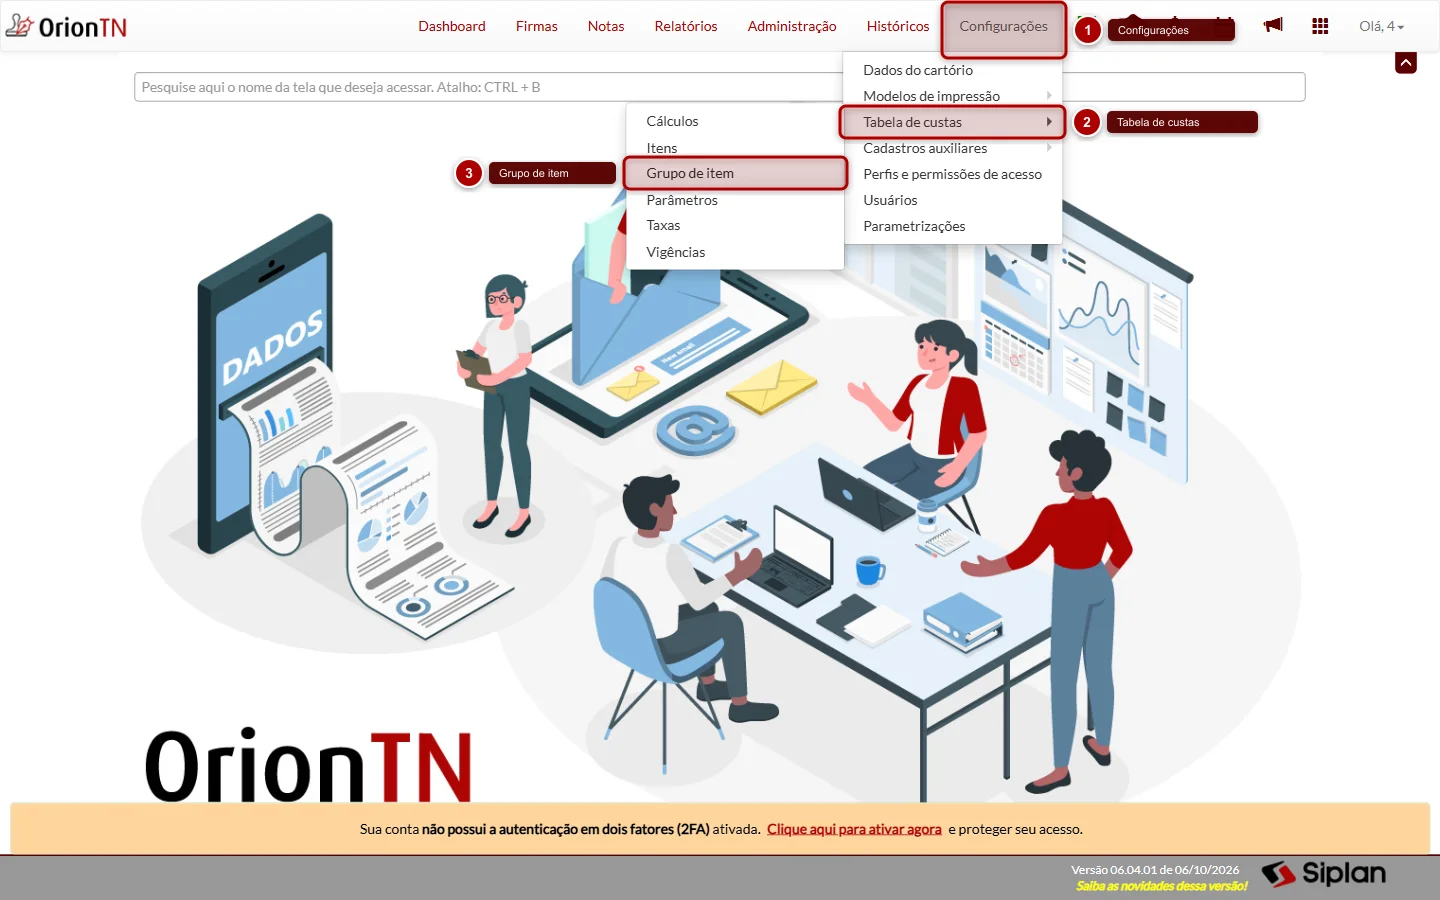 OrionTN
Dashboard
Firmas
Notas
Relatórios
Administração
Históricos
Configurações
1
Configurações
Olá, 4
Pesquise aqui o nome da tela que deseja acessar. Atalho: CTRL + B
Dados do cartório
Modelos de impressão
Tabela de custas
2
Tabela de custas
Cadastros auxiliares
Perfis e permissões de acesso
Usuários
Parametrizações
Cálculos
Itens
3
Grupo de item
Grupo de item
Parâmetros
Taxas
Vigências
DADOS
New email
@
OrionTN
Sua conta não possui a autenticação em dois fatores (2FA) ativada. Clique aqui para ativar agora e proteger seu acesso.
Versão 06.04.01 de 06/10/2026
Saiba as novidades dessa versão!
Siplan